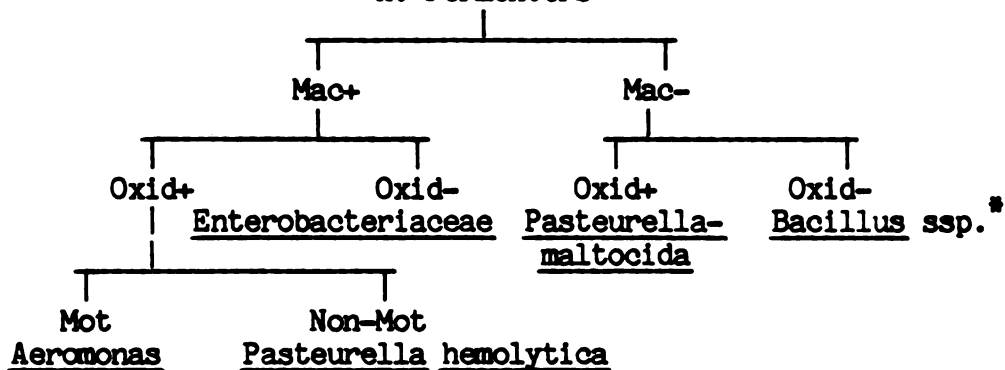 Mac+ Mac-
Oxid+ Oxid- Oxid+ Oxid-
Enterobacteriaceae Pasteurella- Bacillus ssp.*
maltocida
Mot Non-Mot
Aeromonas Pasteurella hemolytica